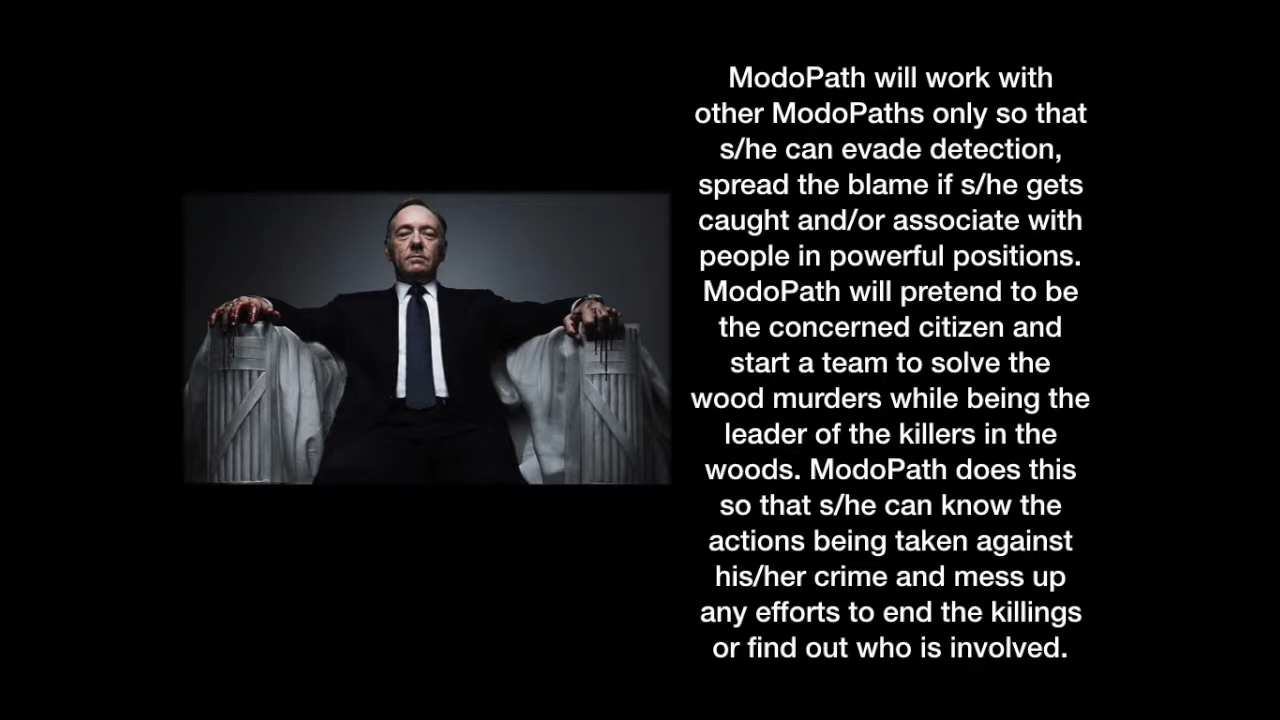 ModoPath will work with
other ModoPaths only so that
s/he can evade detection,
spread the blame if s/he gets
caught and/or associate with
people in powerful positions.
ModoPath will pretend to be
the concerned citizen and
start a team to solve the
wood murders while being the
leader of the killers in the
woods. ModoPath does this
so that s/he can know the
actions being taken against
his/her crime and mess up
any efforts to end the killings
or find out who is involved.